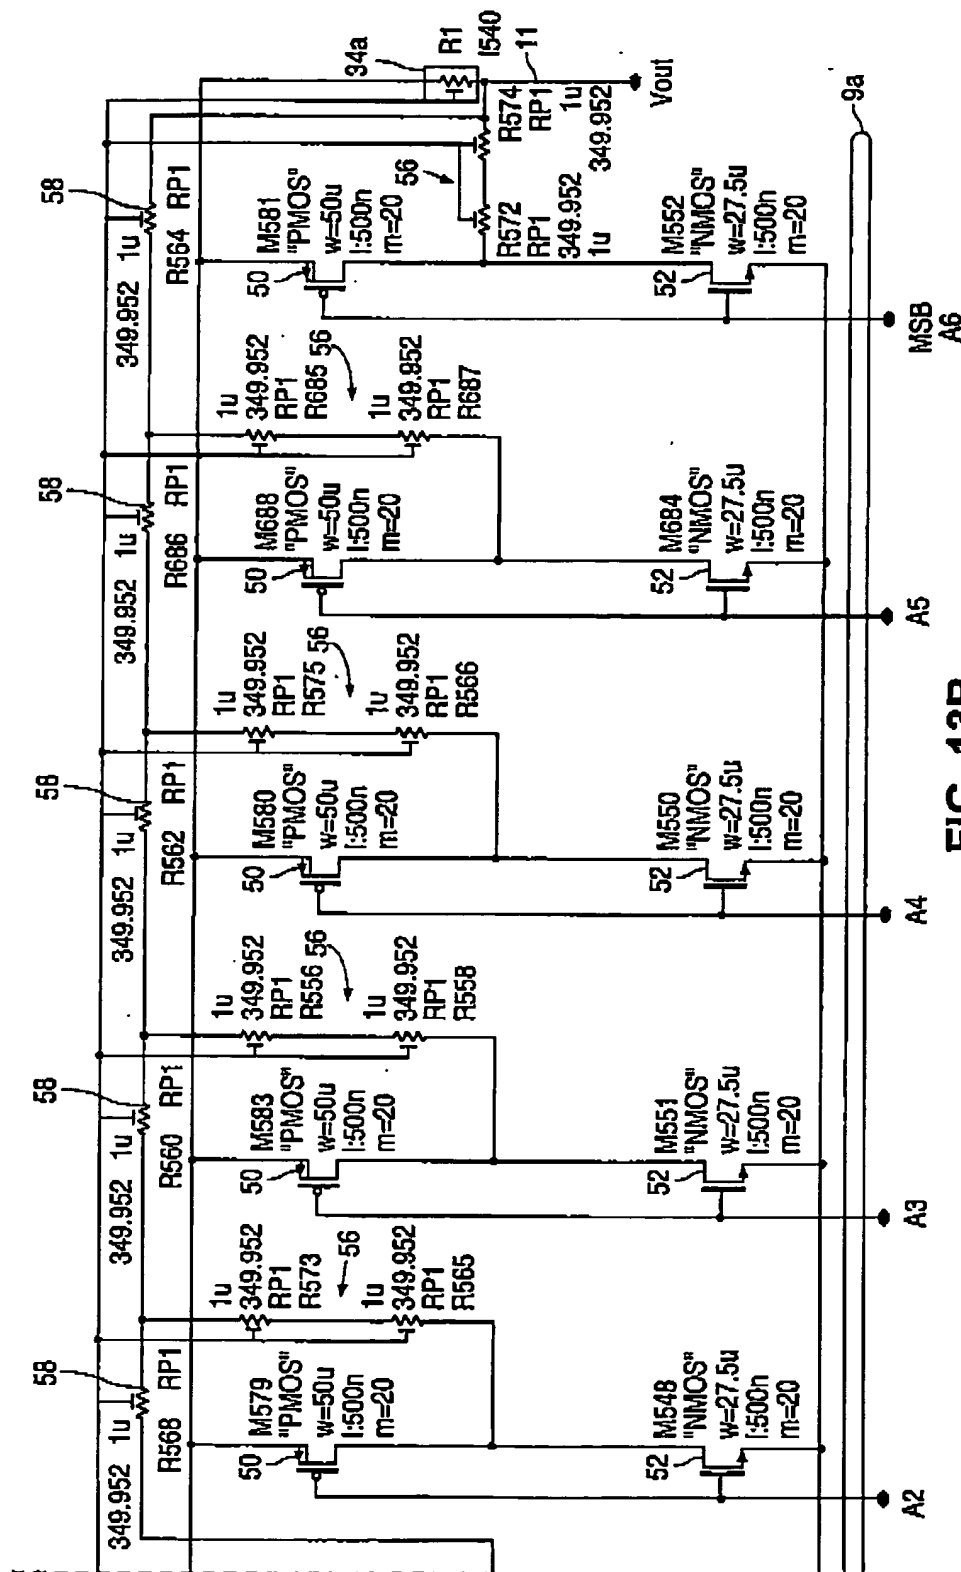 58
349.952 1u
R568 RP1
1u
349.952
RP1
R573
56
1u
349.952
RP1
R565
50
M579
"PMOS"
w=50u
l:500n
m=20
52
M548
"NMOS"
w=27.5u
l:500n
m=20
A2
58
349.952 1u
R560 RP1
1u
349.952
RP1
R556
56
1u
349.952
RP1
R558
50
M583
"PMOS"
w=50u
l:500n
m=20
52
M551
"NMOS"
w=27.5u
l:500n
m=20
A3
58
349.952 1u
R562 RP1
1u
349.952
RP1
R575
56
1u
349.952
RP1
R566
50
M580
"PMOS"
w=50u
l:500n
m=20
52
M550
"NMOS"
w=27.5u
l:500n
m=20
A4
58
349.952 1u
R686 RP1
1u
349.952
RP1
R685
56
1u
349.952
RP1
R687
50
M688
"PMOS"
w=50u
l:500n
m=20
52
M684
"NMOS"
w=27.5u
l:500n
m=20
A5
58
349.952 1u
R564 RP1
50
M581
"PMOS"
w=50u
l:500n
m=20
56
R572
RP1
349.952
1u
R574
RP1
1u
349.952
52
M552
"NMOS"
w=27.5u
l:500n
m=20
MSB
A6
34a
R1
I540
11
Vout
9a
FIG. 13B